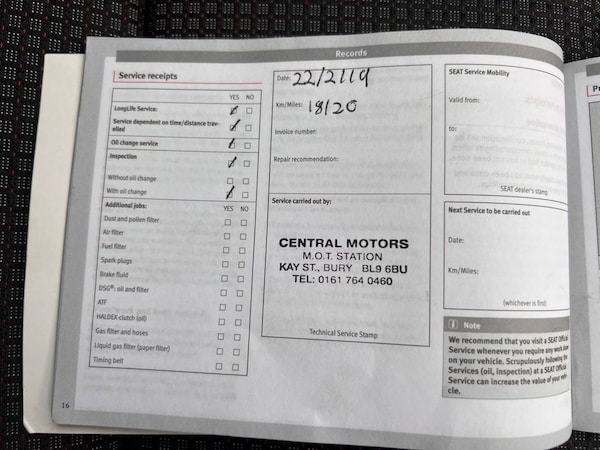 Records
Service receipts
YES NO
LongLife Service:
Service dependent on time/distance trav-
elled
Oil change service
Inspection
Without oil change
With oil change
Additional jobs: YES NO
Dust and pollen filter
Air filter
Fuel filter
Spark plugs
Brake fluid
DSG®: oil and filter
ATF
HALDEX clutch (oil)
Gas filter and hoses
Liquid gas filter (paper filter)
Timing belt
16
Date: 22/2/19
Km/Miles: 18120
Invoice number:
Repair recommendation:
Service carried out by:
CENTRAL MOTORS
M.O.T. STATION
KAY ST., BURY BL9 6BU
TEL: 0161 764 0460
Technical Service Stamp
SEAT Service Mobility
Valid from:
to:
SEAT dealer's stamp
Next Service to be carried out
Date:
Km/Miles:
(whichever is first)
Note
We recommend that you visit a SEAT Official
Service whenever you require any work done
on your vehicle. Scrupulously following the
Services (oil, inspection) at a SEAT Official
Service can increase the value of your vehi-
cle.